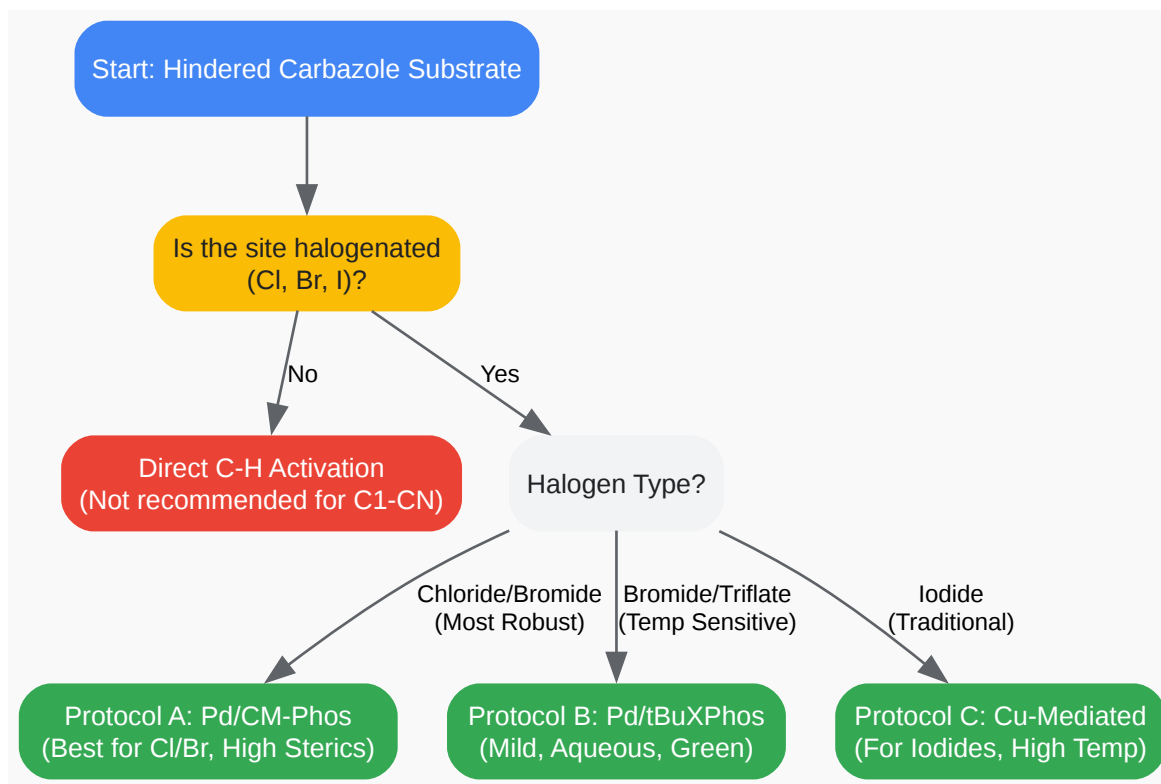 Start: Hindered Carbazole Substrate
Is the site halogenated
(Cl, Br, I)?
No
Yes
Direct C-H Activation
(Not recommended for C1-CN)
Halogen Type?
Chloride/Bromide
(Most Robust)
Bromide/Triflate
(Temp Sensitive)
Iodide
(Traditional)
Protocol A: Pd/CM-Phos
(Best for Cl/Br, High Sterics)
Protocol B: Pd/tBuXPhos
(Mild, Aqueous, Green)
Protocol C: Cu-Mediated
(For Iodides, High Temp)